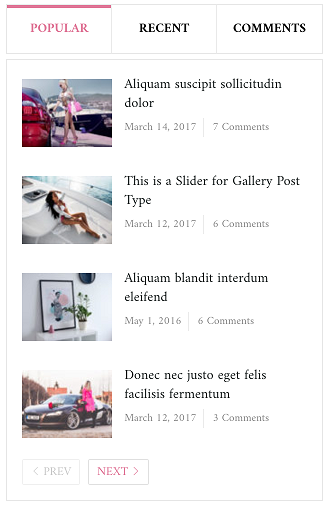 POPULAR
RECENT
COMMENTS
Aliquam suscipit sollicitudin
dolor
March 14, 2017 7 Comments
This is a Slider for Gallery Post
Type
March 12, 2017 6 Comments
Aliquam blandit interdum
eleifend
May 1, 2016 6 Comments
Donec nec justo eget felis
facilisis fermentum
March 12, 2017 3 Comments
PREV
NEXT